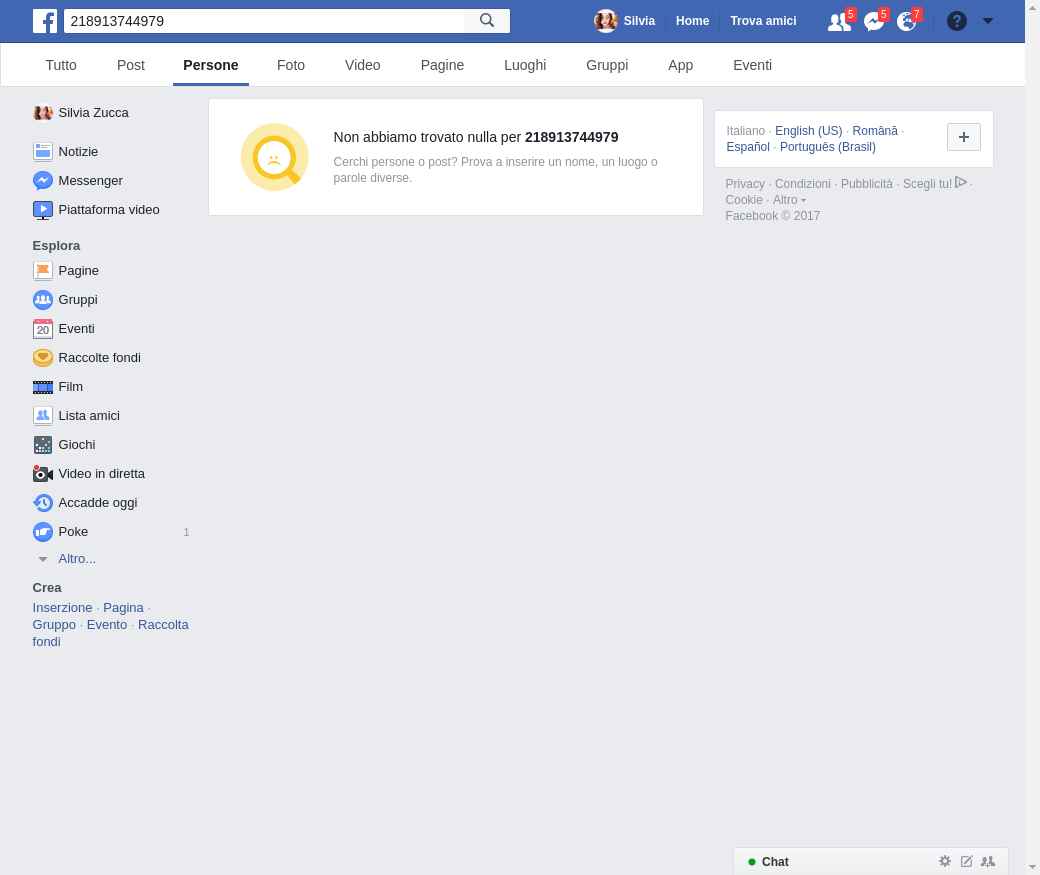 218913744979
Silvia
Home
Trova amici
5
5
7
?
Tutto
Post
Persone
Foto
Video
Pagine
Luoghi
Gruppi
App
Eventi
Silvia Zucca
Notizie
Messenger
Piattaforma video
Esplora
Pagine
Gruppi
20
Eventi
Raccolte fondi
Film
Lista amici
Giochi
Video in diretta
Accadde oggi
Poke
1
Altro...
Crea
Inserzione · Pagina ·
Gruppo · Evento · Raccolta
fondi
Non abbiamo trovato nulla per 218913744979
Cerchi persone o post? Prova a inserire un nome, un luogo o
parole diverse.
Italiano · English (US) · Română ·
Español · Português (Brasil)
Privacy · Condizioni · Pubblicità · Scegli tu! ·
Cookie · Altro
Facebook © 2017
Chat